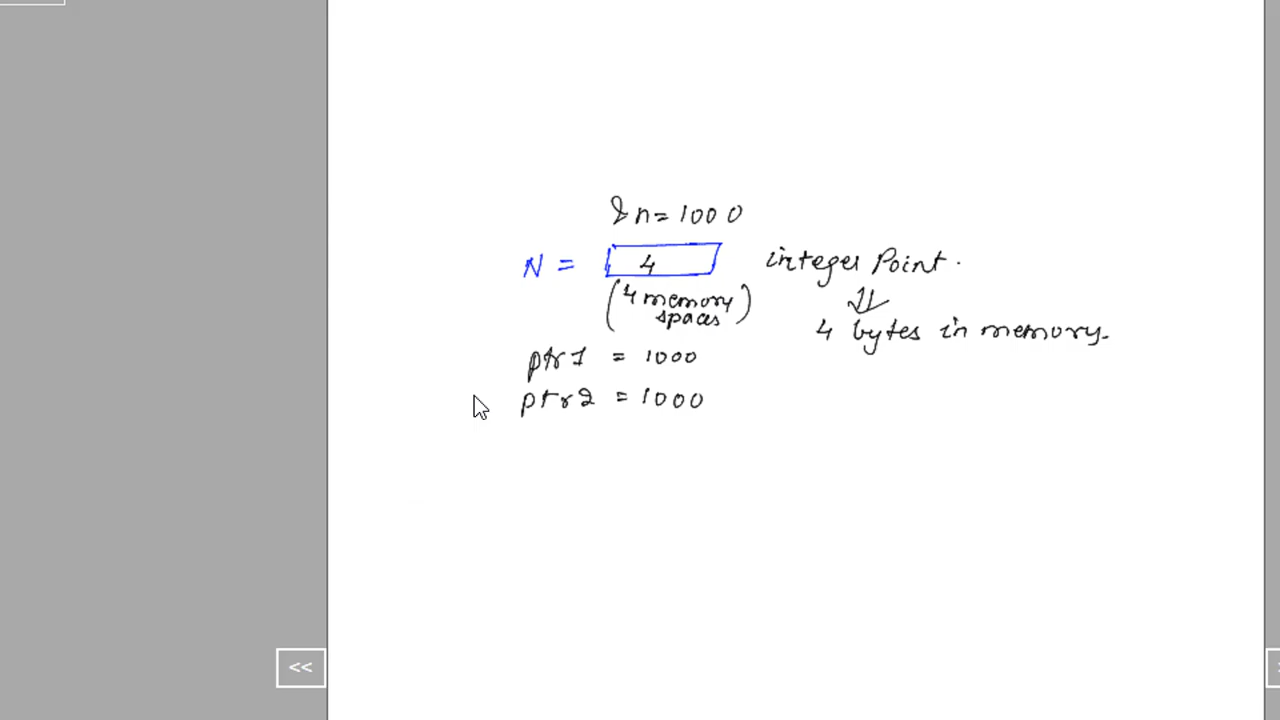 &n=1000
N = 4 integer Point.
(4 memory spaces)
⇓
4 bytes in memory.
ptr1 = 1000
ptr2 = 1000
<<